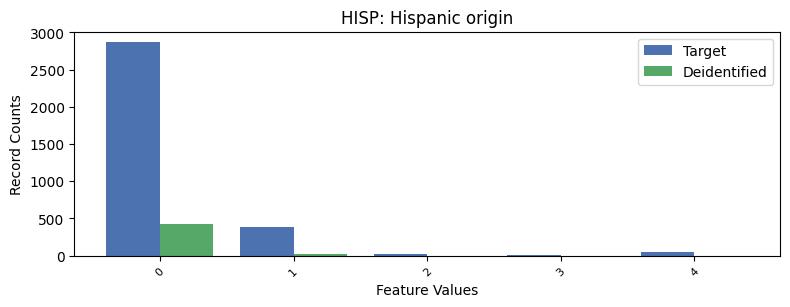 HISP: Hispanic origin
Target
Deidentified
Record Counts
3000
2500
2000
1500
1000
500
0
0
1
2
3
4
Feature Values